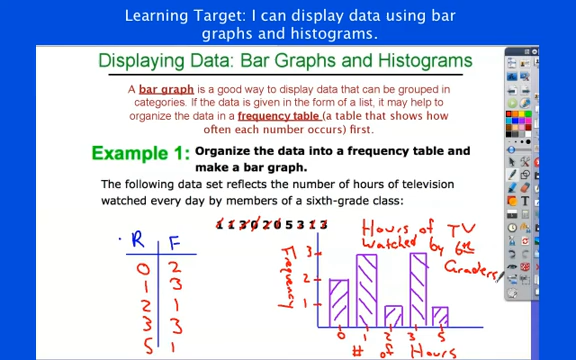 Learning Target: I can display data using bar
graphs and histograms.
Displaying Data: Bar Graphs and Histograms
A bar graph is a good way to display data that can be grouped in
categories. If the data is given in the form of a list, it may help to
organize the data in a frequency table (a table that shows how
often each number occurs) first.
Example 1: Organize the data into a frequency table and
make a bar graph.
The following data set reflects the number of hours of television
watched every day by members of a sixth-grade class:
1 1 3 0 2 0 5 3 1 3
R F
0 2
1 3
2 1
3 3
5 1
Hours of TV
Watched by 6th
Graders
Frequency
3
2
1
0 1 2 3 5
# of Hours